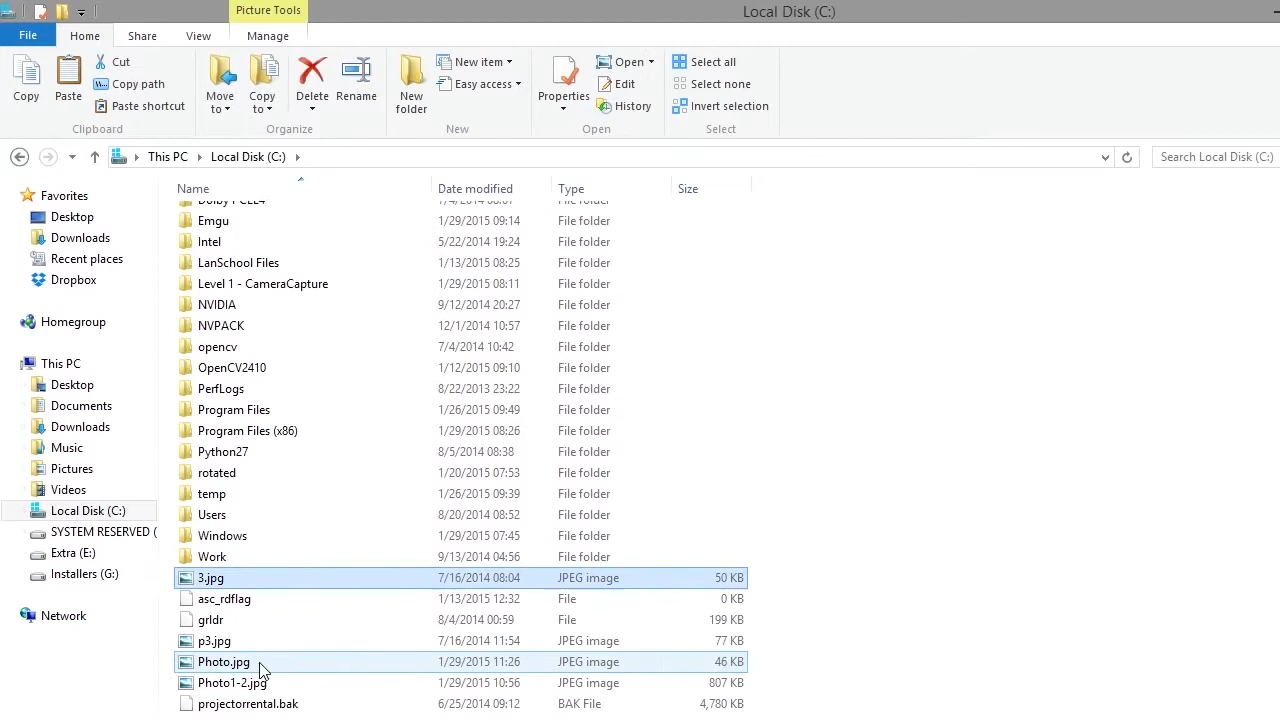 Picture Tools
Local Disk (C:)
File Home Share View Manage
Copy
Paste
Cut
Copy path
Paste shortcut
Clipboard
Move to
Copy to
Delete
Rename
Organize
New folder
New item
Easy access
New
Properties
Open
Edit
History
Open
Select all
Select none
Invert selection
Select
This PC Local Disk (C:)
Search Local Disk (C:)
Favorites
Desktop
Downloads
Recent places
Dropbox
Homegroup
This PC
Desktop
Documents
Downloads
Music
Pictures
Videos
Local Disk (C:)
SYSTEM RESERVED (
Extra (E:)
Installers (G:)
Network
Name Date modified Type Size
Emgu 1/29/2015 09:14 File folder
Intel 5/22/2014 19:24 File folder
LanSchool Files 1/13/2015 08:25 File folder
Level 1 - CameraCapture 1/29/2015 08:11 File folder
NVIDIA 9/12/2014 20:27 File folder
NVPACK 12/1/2014 10:57 File folder
opencv 7/4/2014 10:42 File folder
OpenCV2410 1/12/2015 09:10 File folder
PerfLogs 8/22/2013 23:22 File folder
Program Files 1/26/2015 09:49 File folder
Program Files (x86) 1/29/2015 08:26 File folder
Python27 8/5/2014 08:38 File folder
rotated 1/20/2015 07:53 File folder
temp 1/26/2015 09:39 File folder
Users 8/20/2014 08:52 File folder
Windows 1/29/2015 07:45 File folder
Work 9/13/2014 04:56 File folder
3.jpg 7/16/2014 08:04 JPEG image 50 KB
asc_rdflag 1/13/2015 12:32 File 0 KB
grldr 8/4/2014 00:59 File 199 KB
p3.jpg 7/16/2014 11:54 JPEG image 77 KB
Photo.jpg 1/29/2015 11:26 JPEG image 46 KB
Photo1-2.jpg 1/29/2015 10:56 JPEG image 807 KB
projectorrental.bak 6/25/2014 09:12 BAK File 4,780 KB